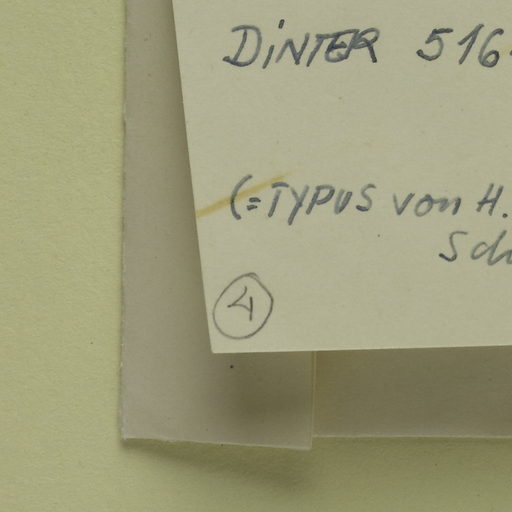 DINTER 516
(=TYPUS von H.
Sch
4